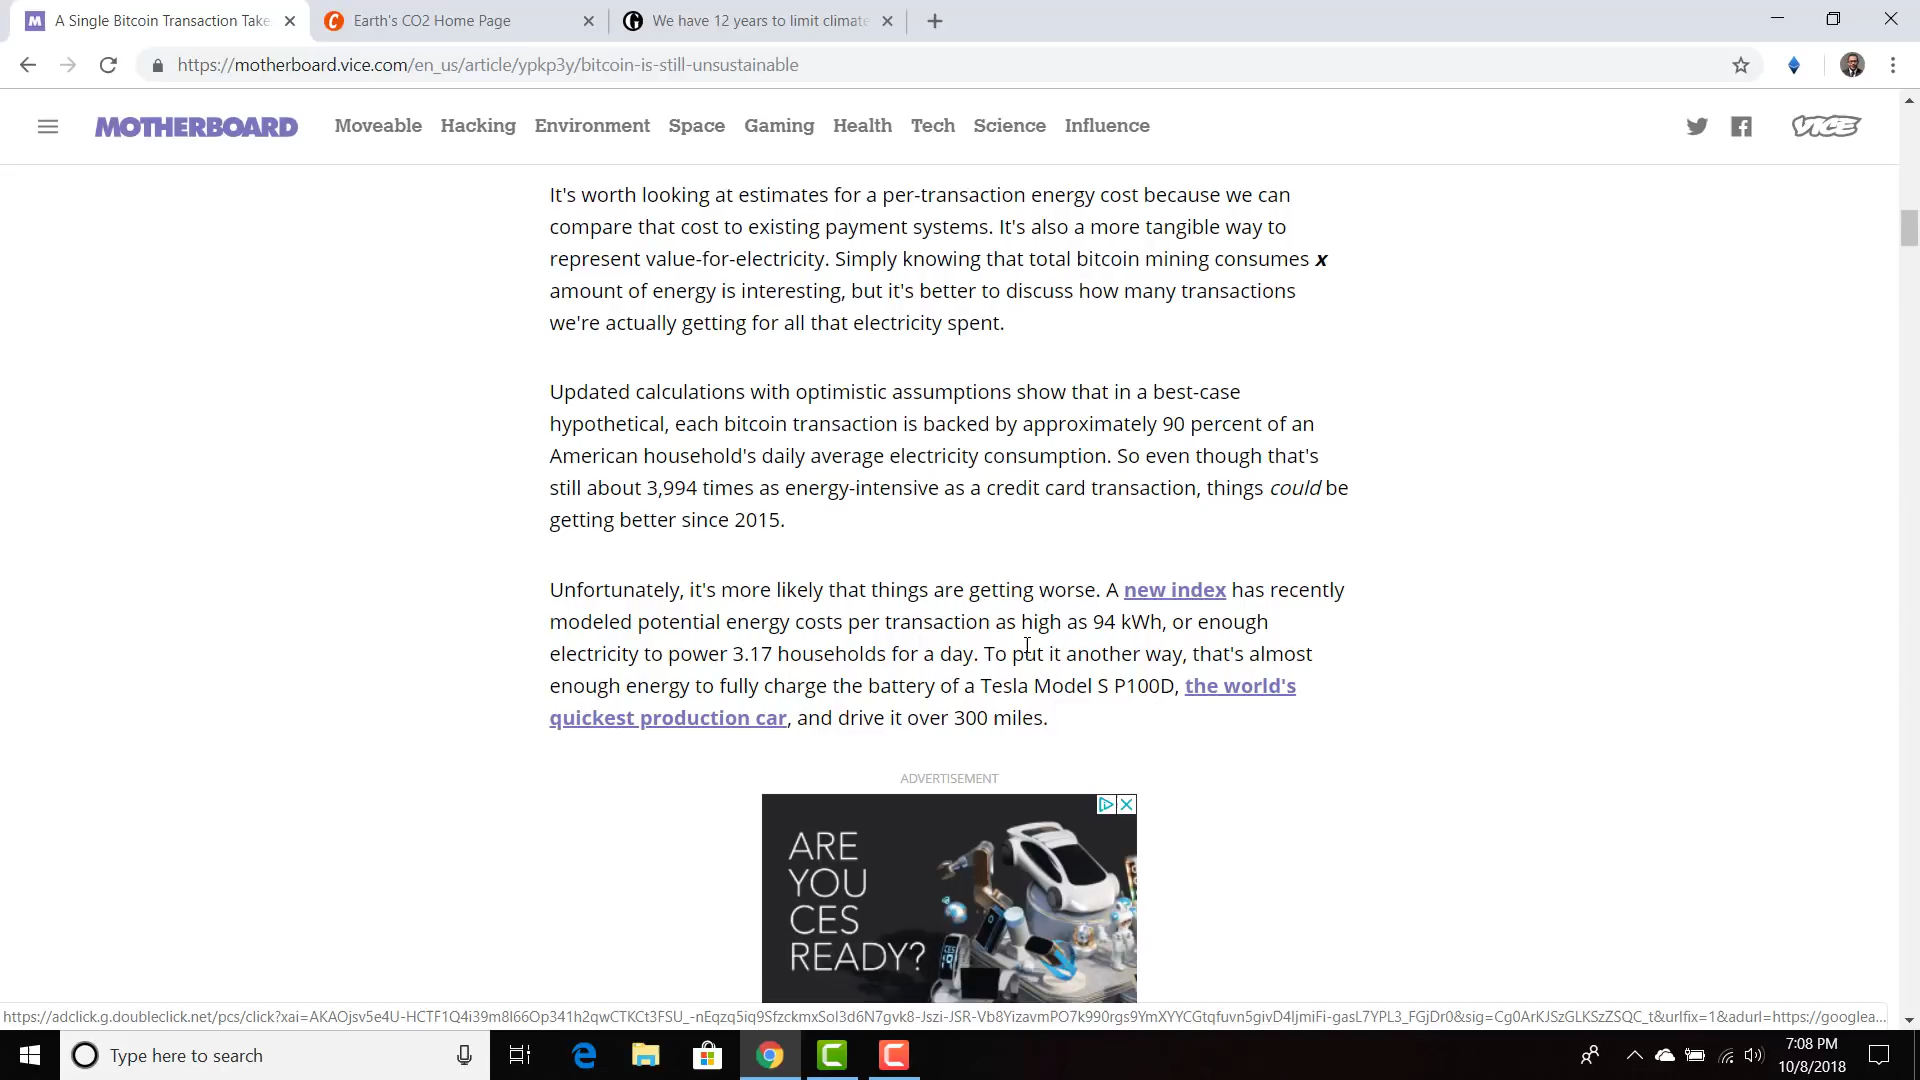 A Single Bitcoin Transaction Take
Earth's CO2 Home Page
We have 12 years to limit climate
https://motherboard.vice.com/en_us/article/ypkp3y/bitcoin-is-still-unsustainable
MOTHERBOARD
Moveable Hacking Environment Space Gaming Health Tech Science Influence
VICE
It's worth looking at estimates for a per-transaction energy cost because we can
compare that cost to existing payment systems. It's also a more tangible way to
represent value-for-electricity. Simply knowing that total bitcoin mining consumes x
amount of energy is interesting, but it's better to discuss how many transactions
we're actually getting for all that electricity spent.
Updated calculations with optimistic assumptions show that in a best-case
hypothetical, each bitcoin transaction is backed by approximately 90 percent of an
American household's daily average electricity consumption. So even though that's
still about 3,994 times as energy-intensive as a credit card transaction, things could be
getting better since 2015.
Unfortunately, it's more likely that things are getting worse. A new index has recently
modeled potential energy costs per transaction as high as 94 kWh, or enough
electricity to power 3.17 households for a day. To put it another way, that's almost
enough energy to fully charge the battery of a Tesla Model S P100D, the world's
quickest production car, and drive it over 300 miles.
ADVERTISEMENT
ARE
YOU
CES
READY?
Type here to search
7:08 PM
10/8/2018